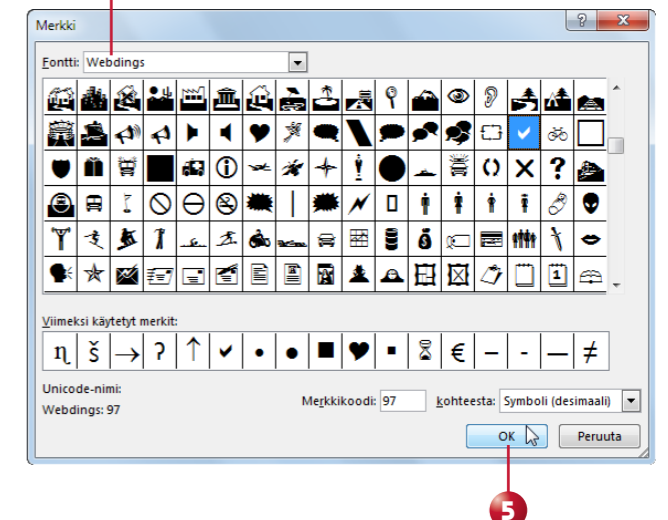 Merkki
Fontti: Webdings
Viimeksi käytetyt merkit:
η š → ? ↑ ✔ • ● ■ ♥ ▪ ⌛ € – - — ≠
Unicode-nimi:
Webdings: 97
Merkkikoodi: 97 kohteesta: Symboli (desimaali)
OK Peruuta
5